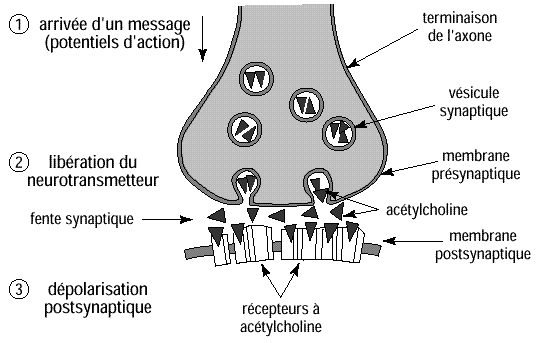 1 arrivée d'un message
(potentiels d'action)
terminaison
de l'axone
vésicule
synaptique
2 libération du
neurotransmetteur
membrane
présynaptique
fente synaptique
acétylcholine
membrane
postsynaptique
3 dépolarisation
postsynaptique
récepteurs à
acétylcholine